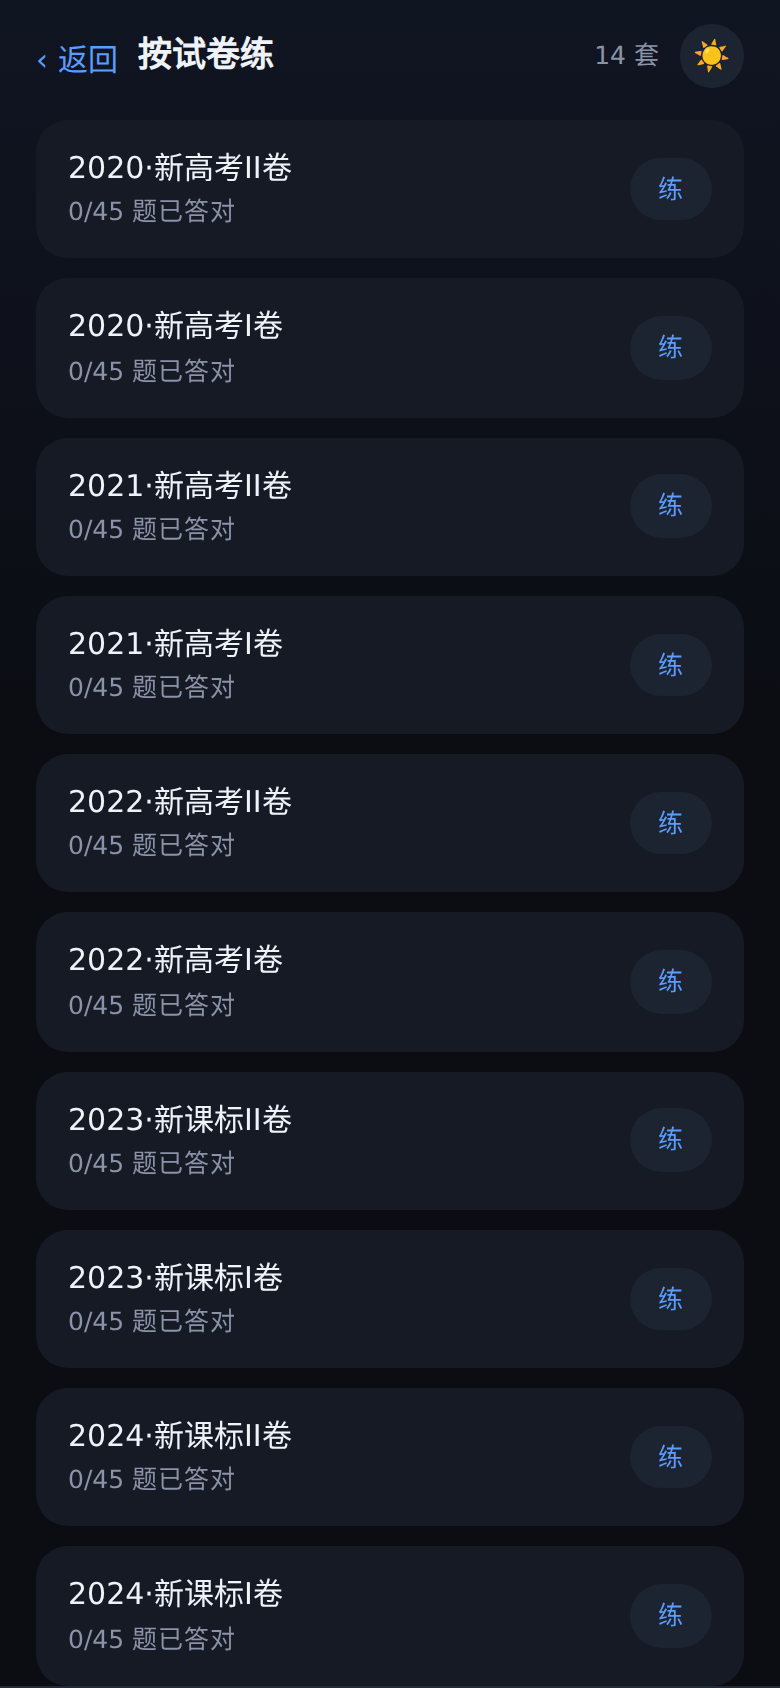 ‹ 返回 按试卷练 14 套
2020·新高考II卷
0/45 题已答对
练
2020·新高考I卷
0/45 题已答对
练
2021·新高考II卷
0/45 题已答对
练
2021·新高考I卷
0/45 题已答对
练
2022·新高考II卷
0/45 题已答对
练
2022·新高考I卷
0/45 题已答对
练
2023·新课标II卷
0/45 题已答对
练
2023·新课标I卷
0/45 题已答对
练
2024·新课标II卷
0/45 题已答对
练
2024·新课标I卷
0/45 题已答对
练